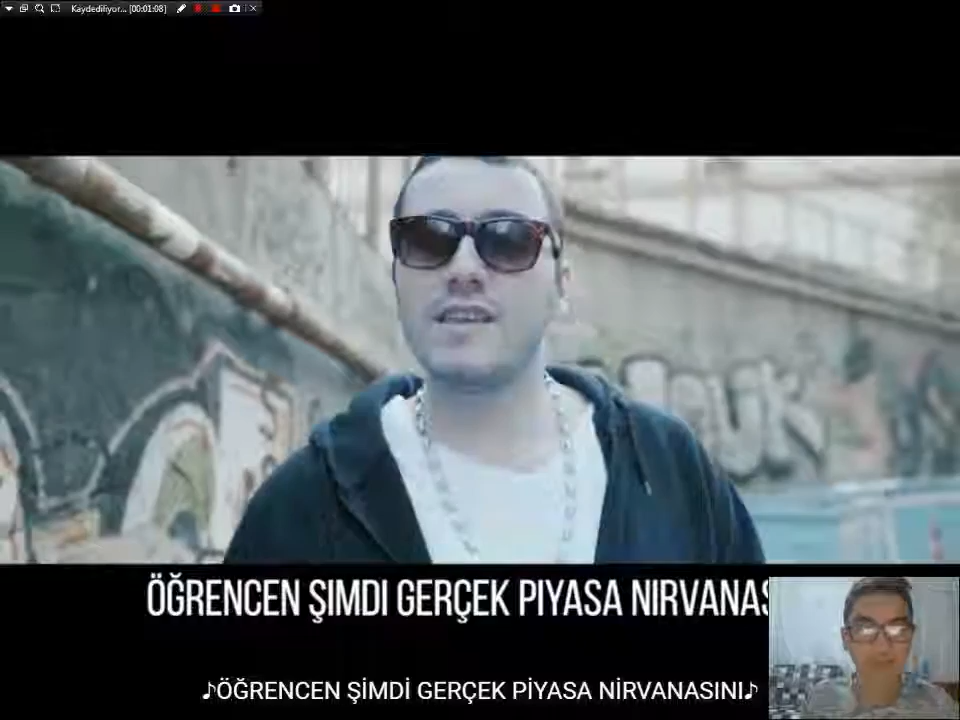 Kaydediliyor... [00:01:08]
ÖĞRENCEN ŞIMDI GERÇEK PIYASA NIRVANAS
♪ÖĞRENCEN ŞİMDİ GERÇEK PİYASA NİRVANASINI♪